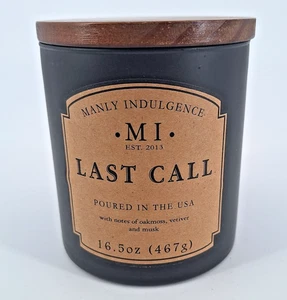 MANLY INDULGENCE
·MI·
EST. 2013
LAST CALL
POURED IN THE USA
with notes of oakmoss, vetiver
and musk
16.5oz (467g)